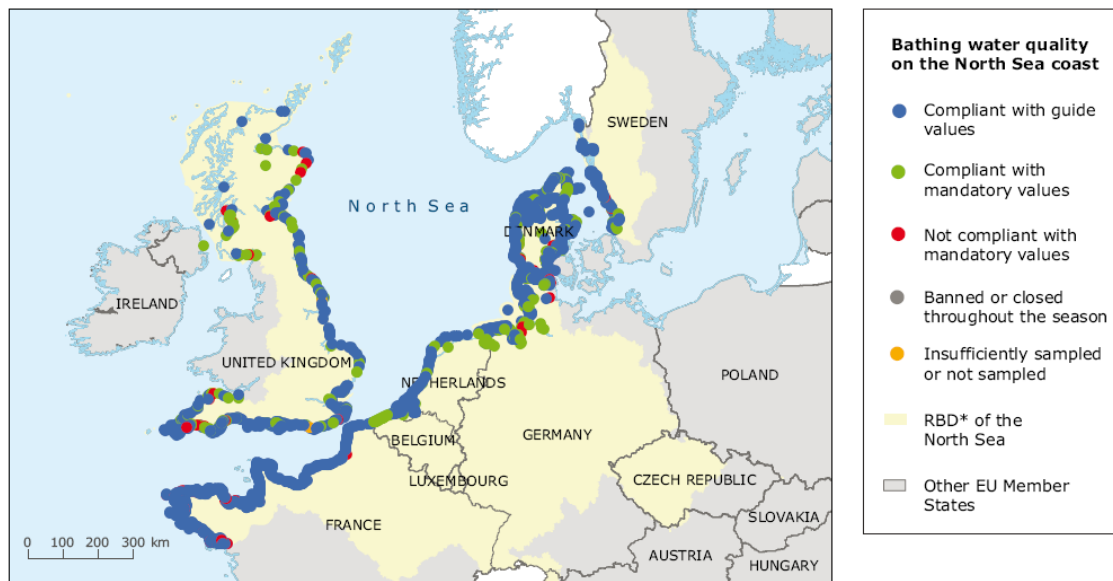 SWEDEN
North Sea
DENMARK
IRELAND
UNITED KINGDOM
NETHERLANDS
POLAND
BELGIUM
GERMANY
LUXEMBOURG
CZECH REPUBLIC
FRANCE
SLOVAKIA
AUSTRIA
HUNGARY
0 100 200 300 km
Bathing water quality
on the North Sea coast
Compliant with guide
values
Compliant with
mandatory values
Not compliant with
mandatory values
Banned or closed
throughout the season
Insufficiently sampled
or not sampled
RBD* of the
North Sea
Other EU Member
States